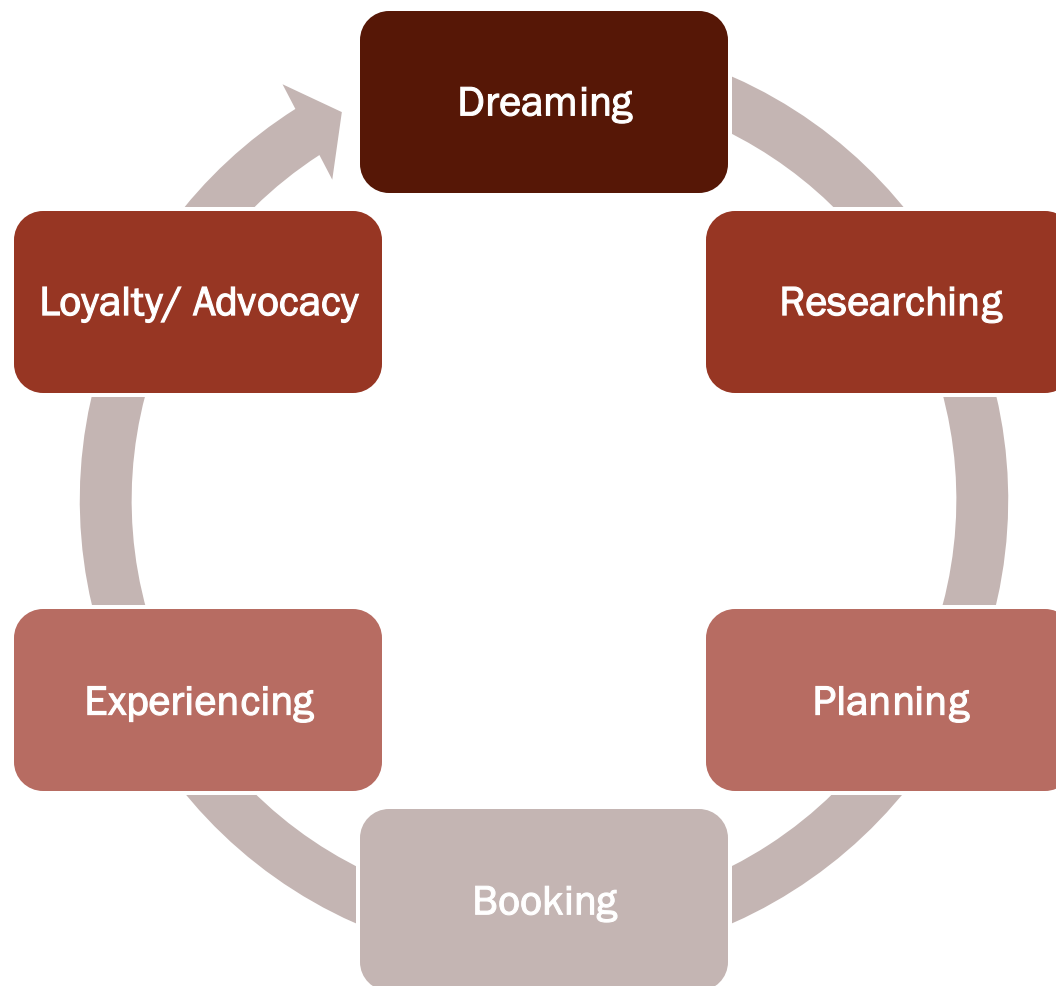 Dreaming
Researching
Planning
Booking
Experiencing
Loyalty/ Advocacy